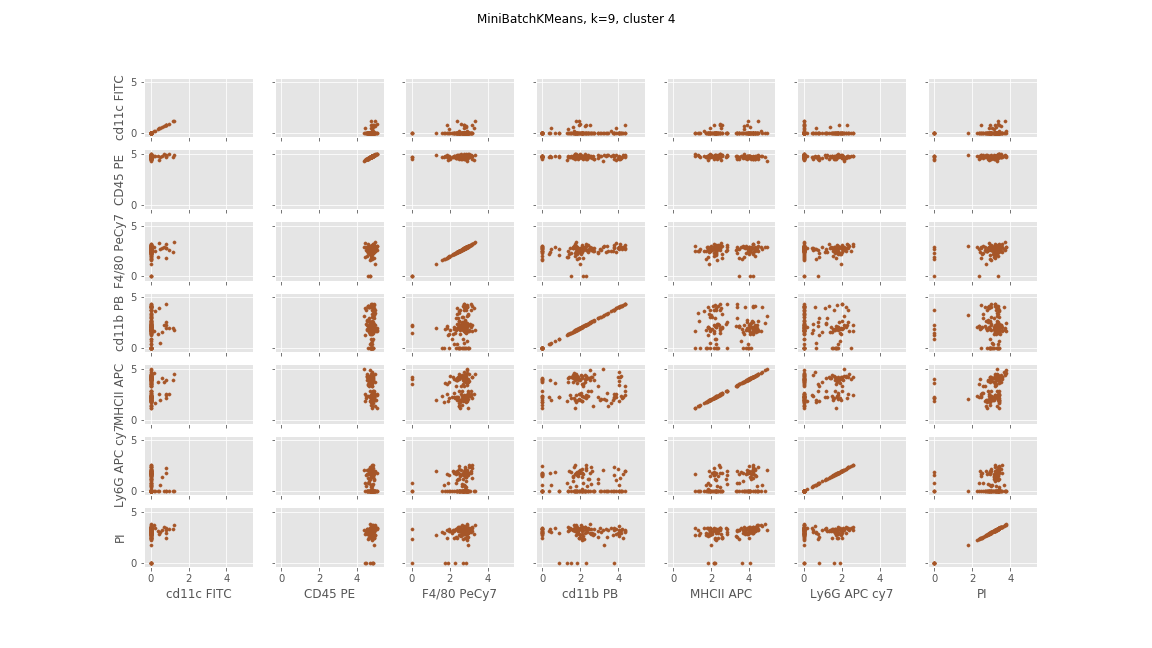 MiniBatchKMeans, k=9, cluster 4
cd11c FITC
5
0
CD45 PE
5
0
F4/80 PeCy7
5
0
cd11b PB
5
0
MHCII APC
5
0
Ly6G APC cy7
5
0
PI
5
0
0 2 4 0 2 4 0 2 4 0 2 4 0 2 4 0 2 4 0 2 4
cd11c FITC CD45 PE F4/80 PeCy7 cd11b PB MHCII APC Ly6G APC cy7 PI